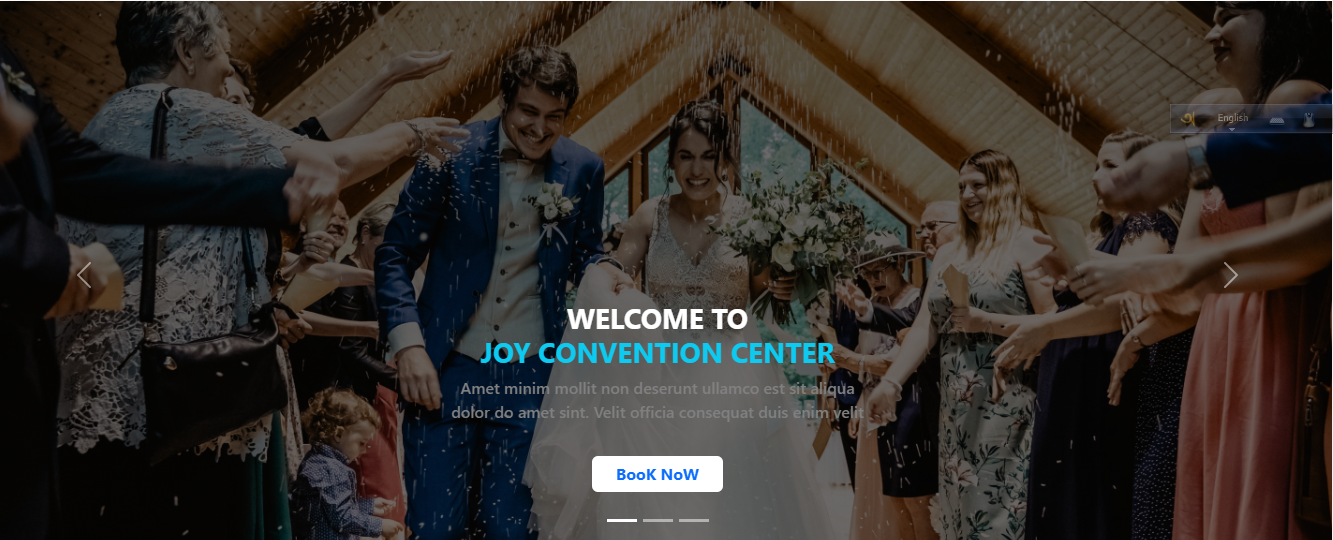 English
WELCOME TO
JOY CONVENTION CENTER
Amet minim mollit non deserunt ullamco est sit aliqua
dolor do amet sint. Velit officia consequat duis enim velit
BooK NoW